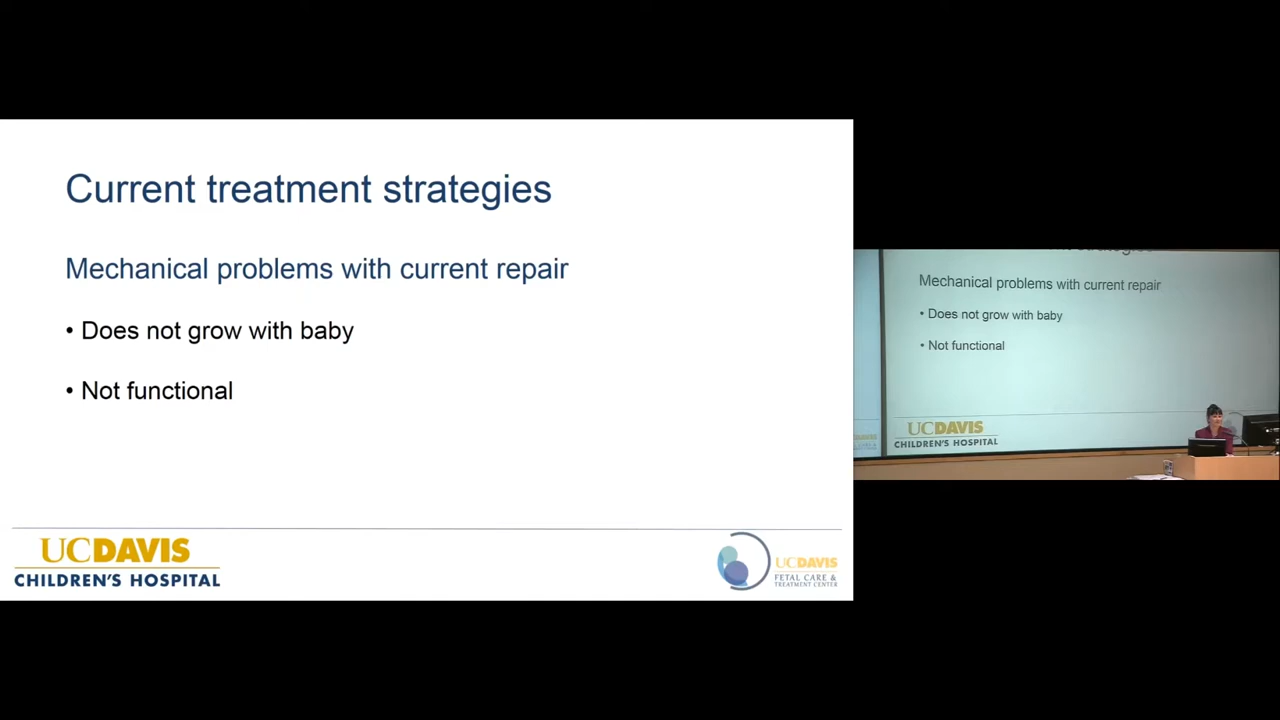 Current treatment strategies
Mechanical problems with current repair
• Does not grow with baby
• Not functional
UCDAVIS
CHILDREN'S HOSPITAL
UCDAVIS
FETAL CARE &
TREATMENT CENTER
Mechanical problems with current repair
• Does not grow with baby
• Not functional
UCDAVIS
CHILDREN'S HOSPITAL